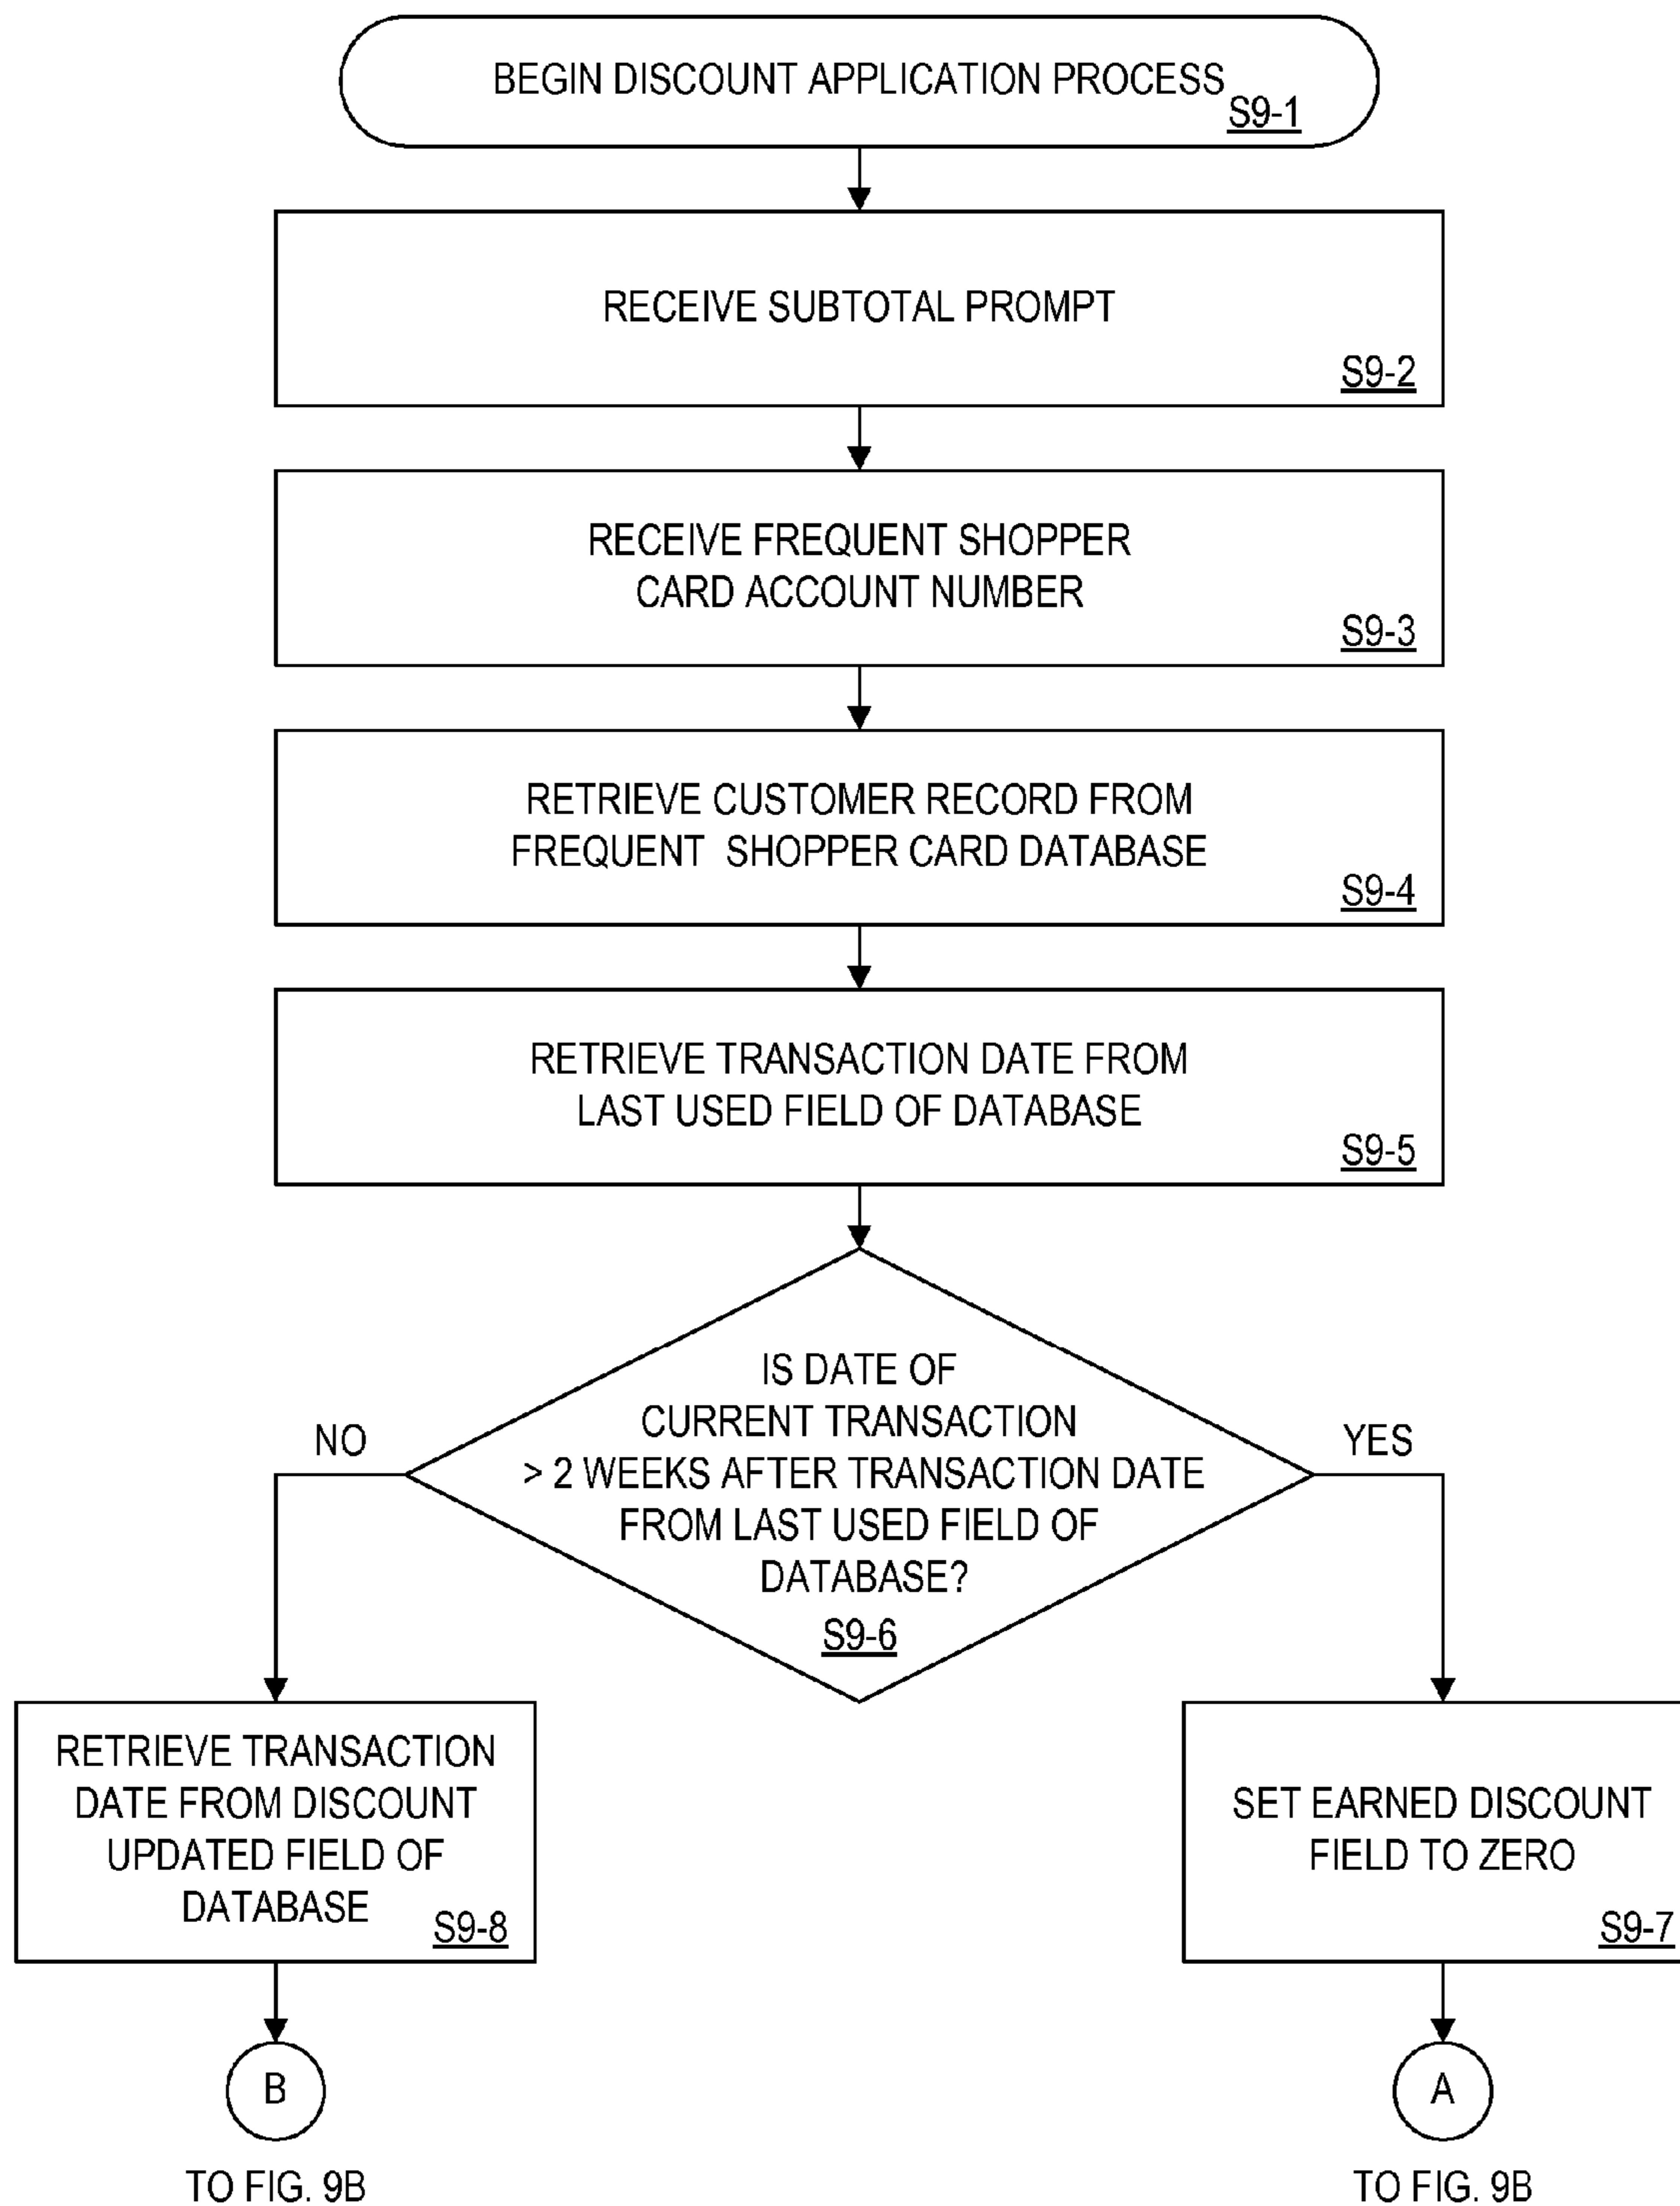 BEGIN DISCOUNT APPLICATION PROCESS
S9-1
RECEIVE SUBTOTAL PROMPT
S9-2
RECEIVE FREQUENT SHOPPER
CARD ACCOUNT NUMBER
S9-3
RETRIEVE CUSTOMER RECORD FROM
FREQUENT SHOPPER CARD DATABASE
S9-4
RETRIEVE TRANSACTION DATE FROM
LAST USED FIELD OF DATABASE
S9-5
IS DATE OF
CURRENT TRANSACTION
> 2 WEEKS AFTER TRANSACTION DATE
FROM LAST USED FIELD OF
DATABASE?
S9-6
NO
YES
RETRIEVE TRANSACTION
DATE FROM DISCOUNT
UPDATED FIELD OF
DATABASE
S9-8
SET EARNED DISCOUNT
FIELD TO ZERO
S9-7
B
TO FIG. 9B
A
TO FIG. 9B